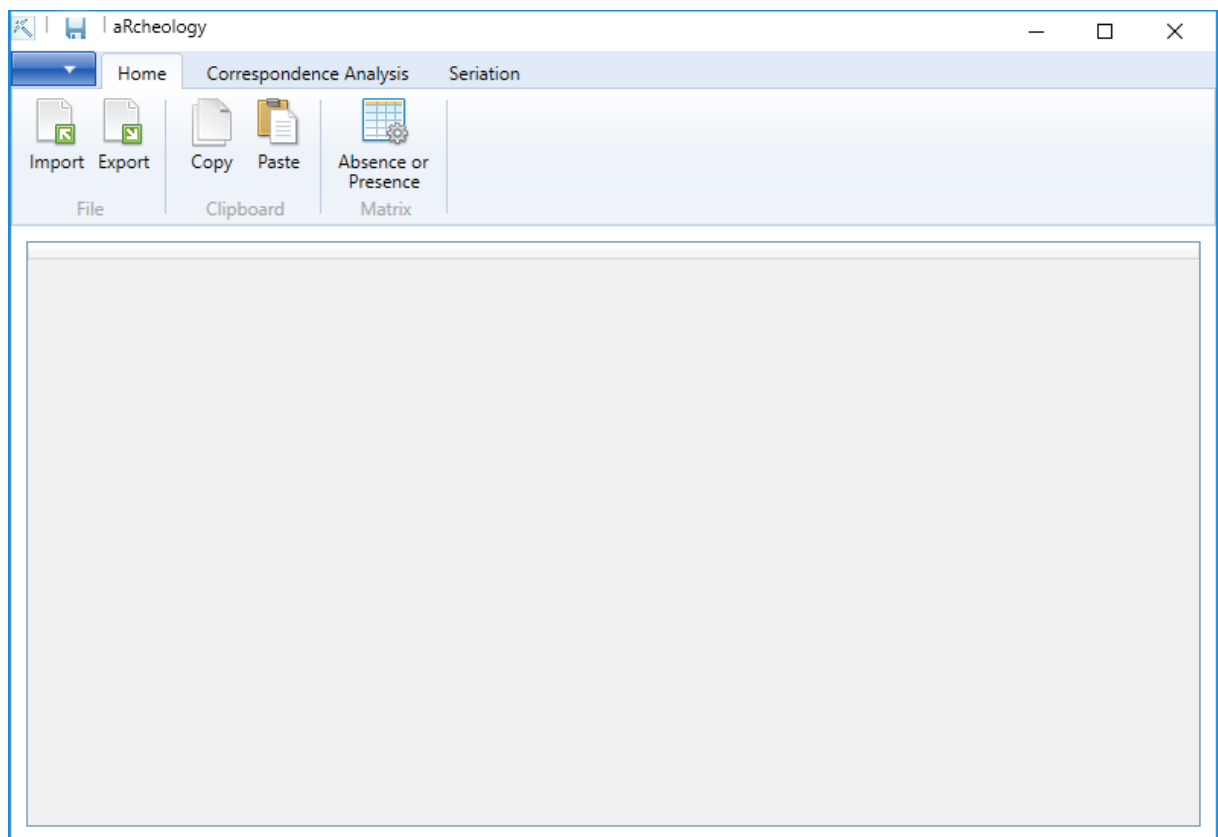 aRcheology
Home Correspondence Analysis Seriation
Import Export Copy Paste Absence or
Presence
File Clipboard Matrix